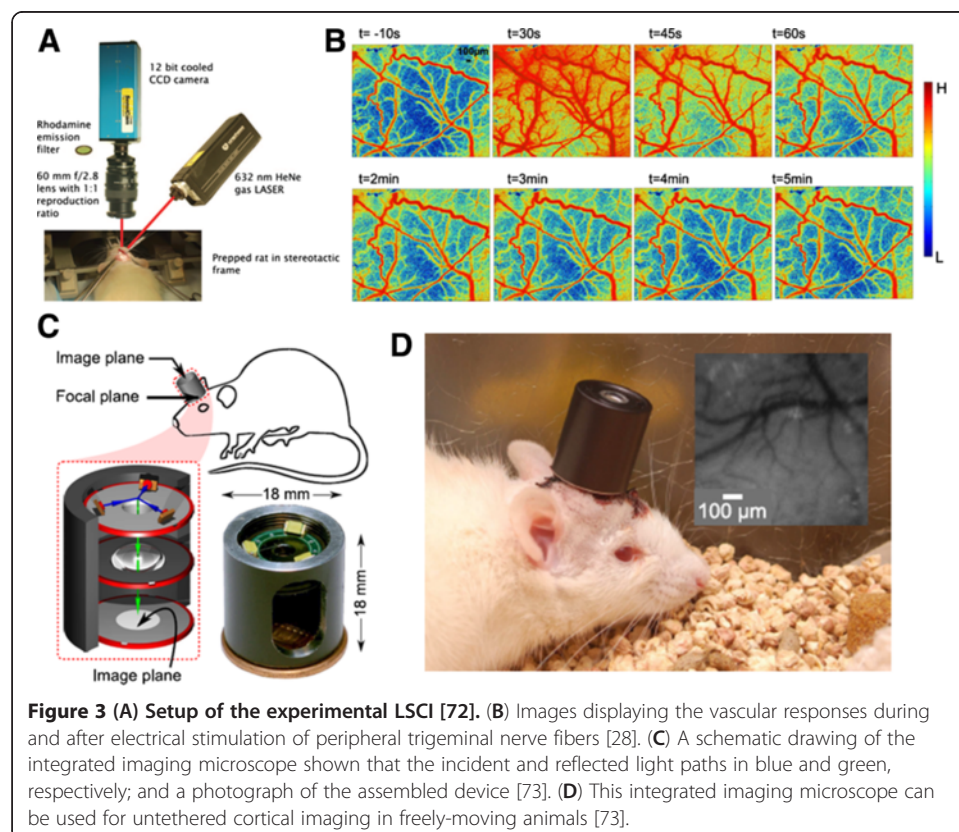 A
12 bit cooled
CCD camera
Rhodamine
emission
filter
60 mm f/2.8
lens with 1:1
reproduction
ratio
632 nm HeNe
gas LASER
Prepped rat in stereotactic
frame
B
t= -10s
t=30s
t=45s
t=60s
100μm
H
L
t=2min
t=3min
t=4min
t=5min
C
Image plane
Focal plane
18 mm
18 mm
Image plane
D
100 μm
Figure 3 (A) Setup of the experimental LSCI [72]. (B) Images displaying the vascular responses during
and after electrical stimulation of peripheral trigeminal nerve fibers [28]. (C) A schematic drawing of the
integrated imaging microscope shown that the incident and reflected light paths in blue and green,
respectively; and a photograph of the assembled device [73]. (D) This integrated imaging microscope can
be used for untethered cortical imaging in freely-moving animals [73].